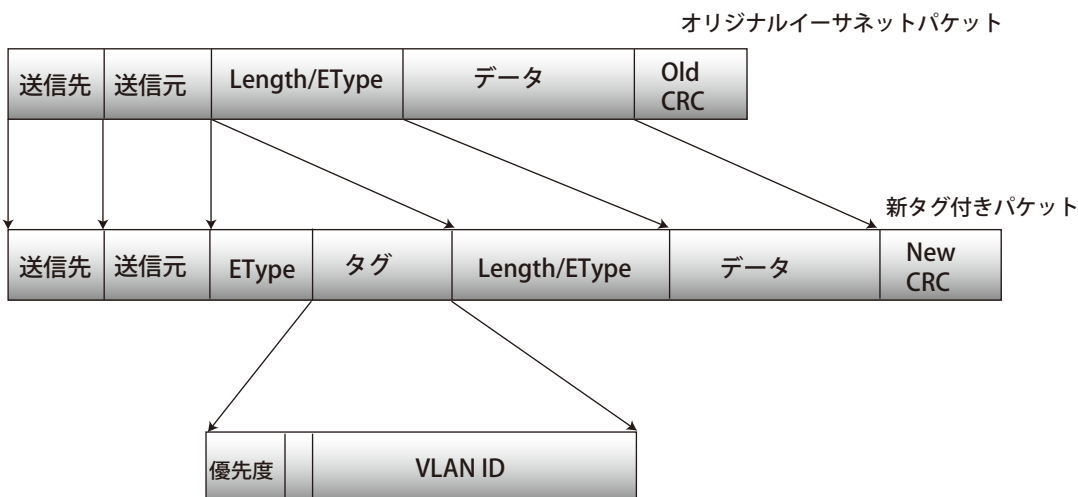 オリジナルイーサネットパケット
送信先 送信元 Length/EType データ Old
CRC
新タグ付きパケット
送信先 送信元 EType タグ Length/EType データ New
CRC
優先度 VLAN ID